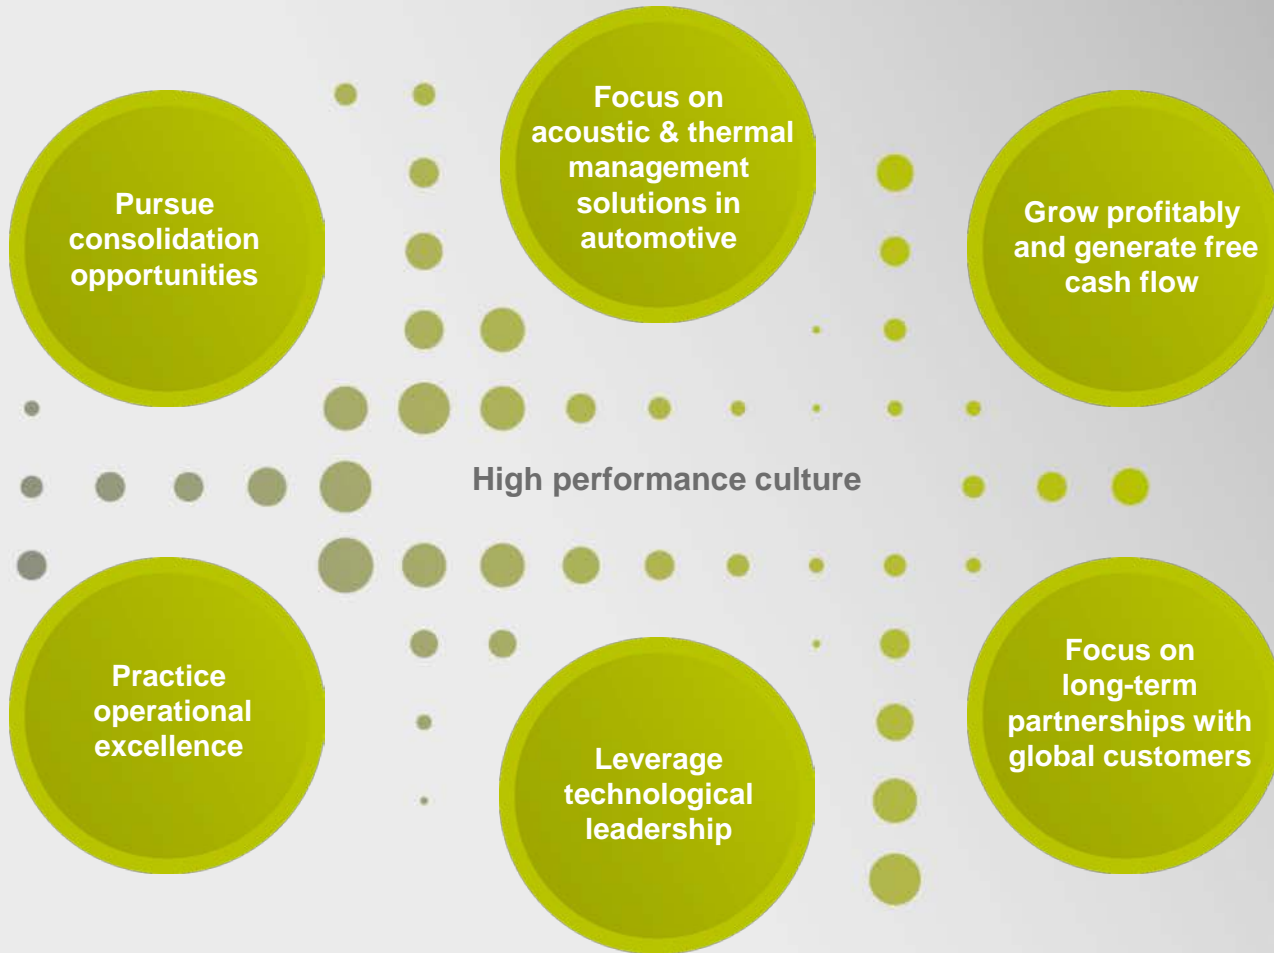 Focus on
acoustic & thermal
management
solutions in
automotive
Pursue
consolidation
opportunities
Grow profitably
and generate free
cash flow
High performance culture
Practice
operational
excellence
Leverage
technological
leadership
Focus on
long-term
partnerships with
global customers